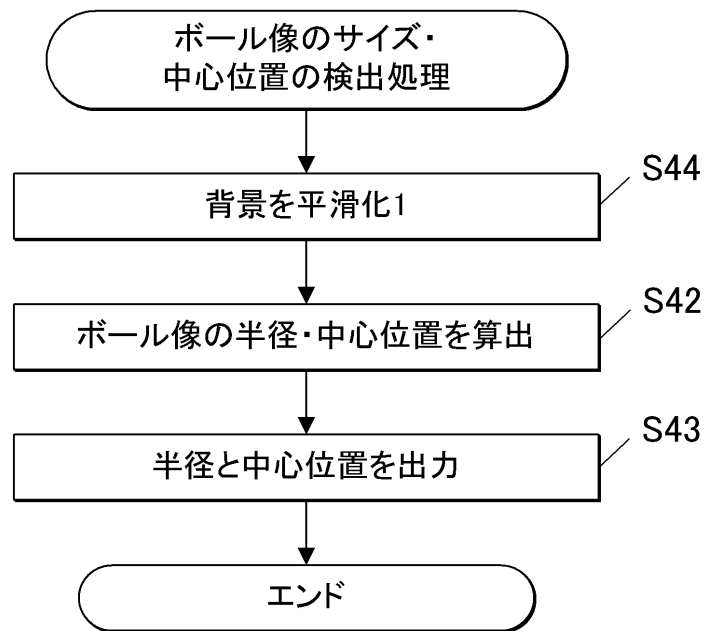 ボール像のサイズ・
中心位置の検出処理
S44
背景を平滑化1
S42
ボール像の半径・中心位置を算出
S43
半径と中心位置を出力
エンド